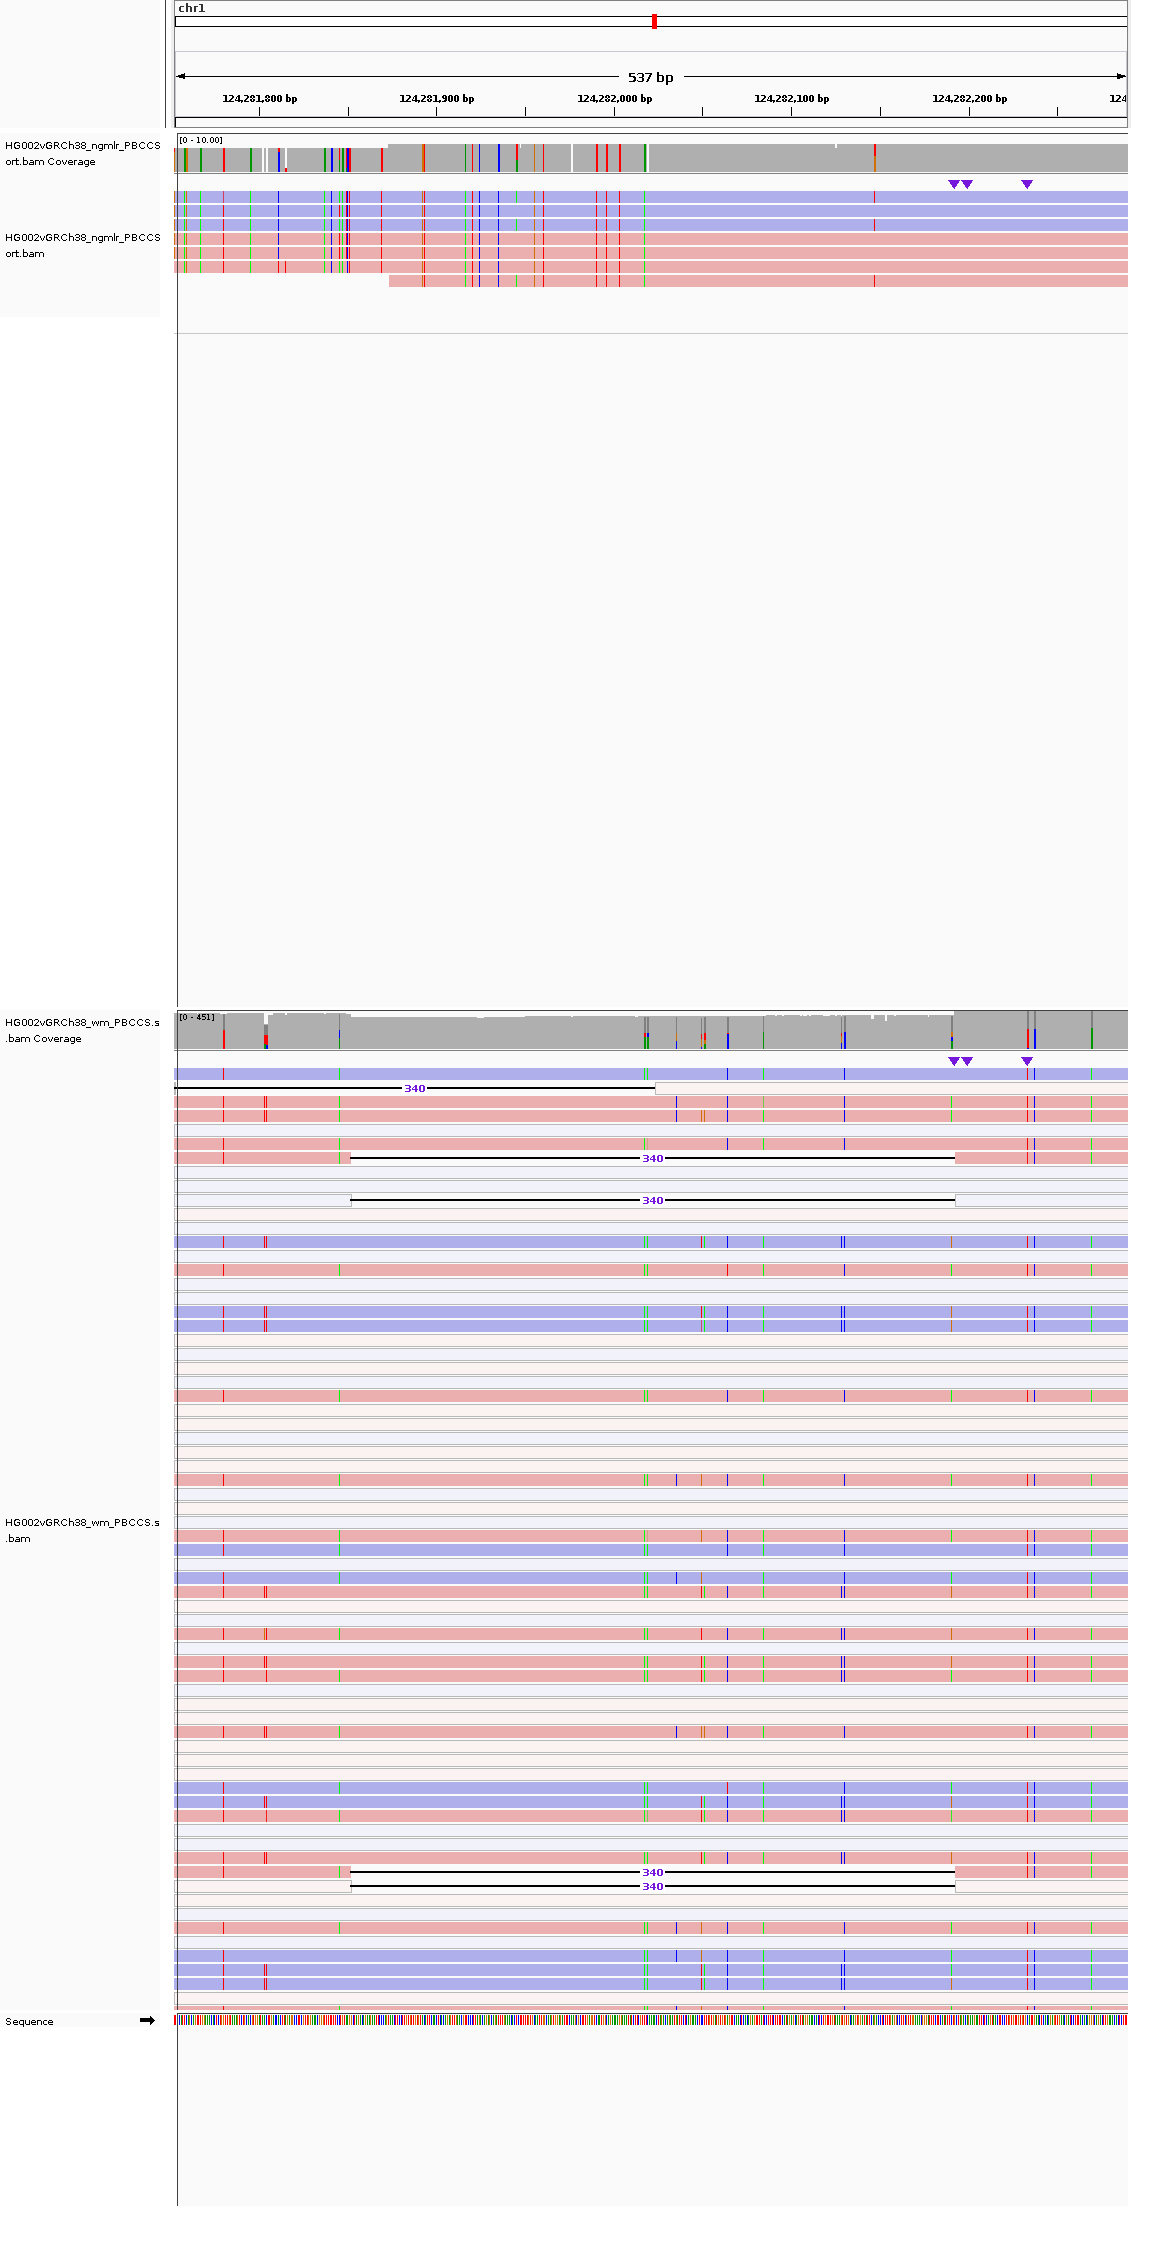 chr1
537 bp
124,281,800 bp 124,281,900 bp 124,282,000 bp 124,282,100 bp 124,282,200 bp 124
HG002vGRCh38_ngmlr_PBCCS
ort.bam Coverage
[0 - 10.00]
HG002vGRCh38_ngmlr_PBCCS
ort.bam
HG002vGRCh38_wm_PBCCS.s
.bam Coverage
[0 - 451]
340
340
340
HG002vGRCh38_wm_PBCCS.s
.bam
340
340
Sequence